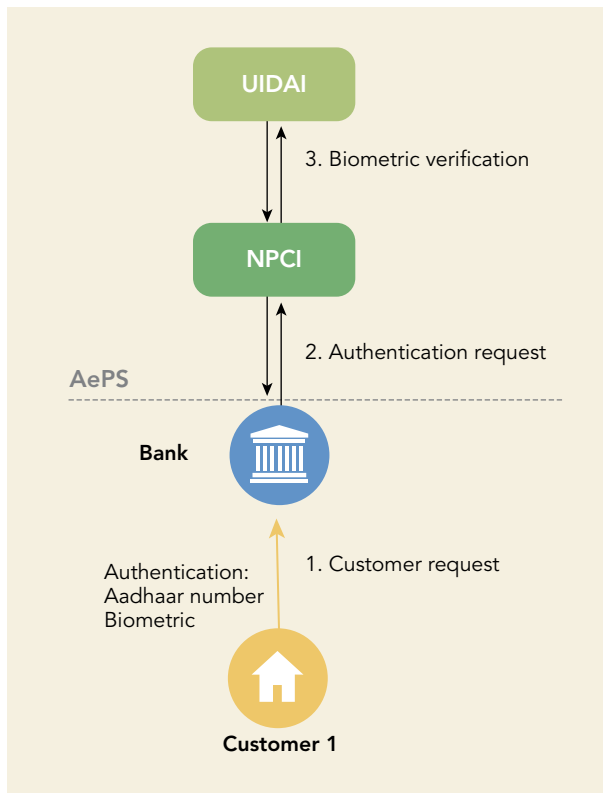 UIDAI
3. Biometric verification
NPCI
2. Authentication request
AePS
Bank
1. Customer request
Authentication:
Aadhaar number
Biometric
Customer 1